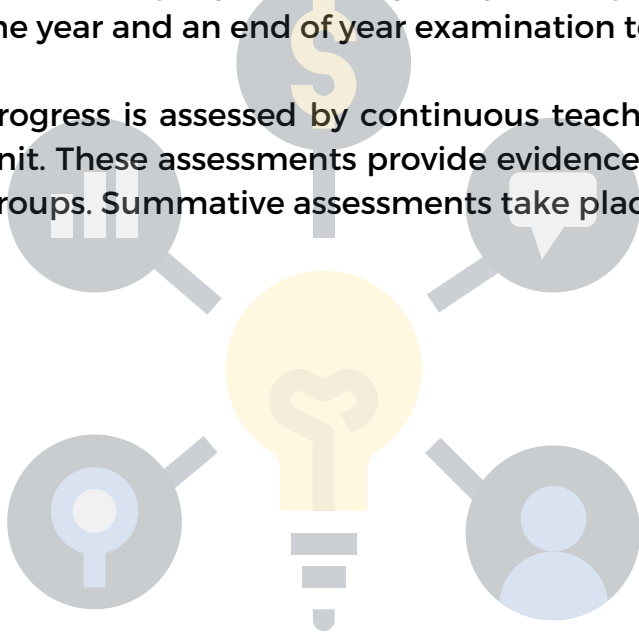 he year and an end of year examination t
rogress is assessed by continuous teach
nit. These assessments provide evidence
roups. Summative assessments take plac
$